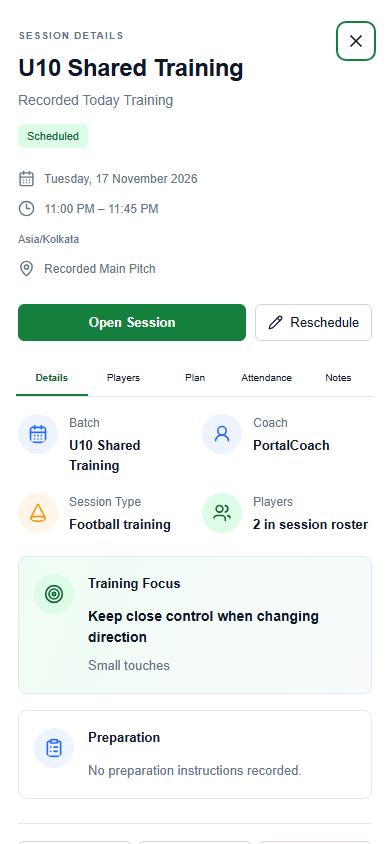 SESSION DETAILS
U10 Shared Training
Recorded Today Training
Scheduled
Tuesday, 17 November 2026
11:00 PM – 11:45 PM
Asia/Kolkata
Recorded Main Pitch
Open Session
Reschedule
Details Players Plan Attendance Notes
Batch
U10 Shared
Training
Coach
PortalCoach
Session Type
Football training
Players
2 in session roster
Training Focus
Keep close control when changing
direction
Small touches
Preparation
No preparation instructions recorded.